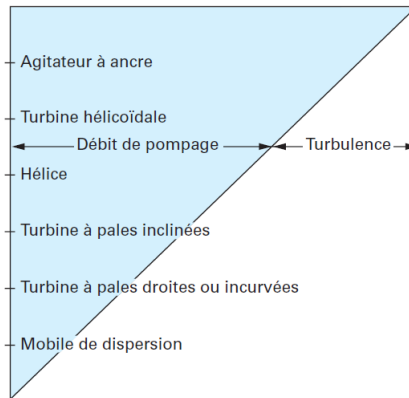 Agitateur à ancre
Turbine hélicoïdale
Débit de pompage
Turbulence
Hélice
Turbine à pales inclinées
Turbine à pales droites ou incurvées
Mobile de dispersion